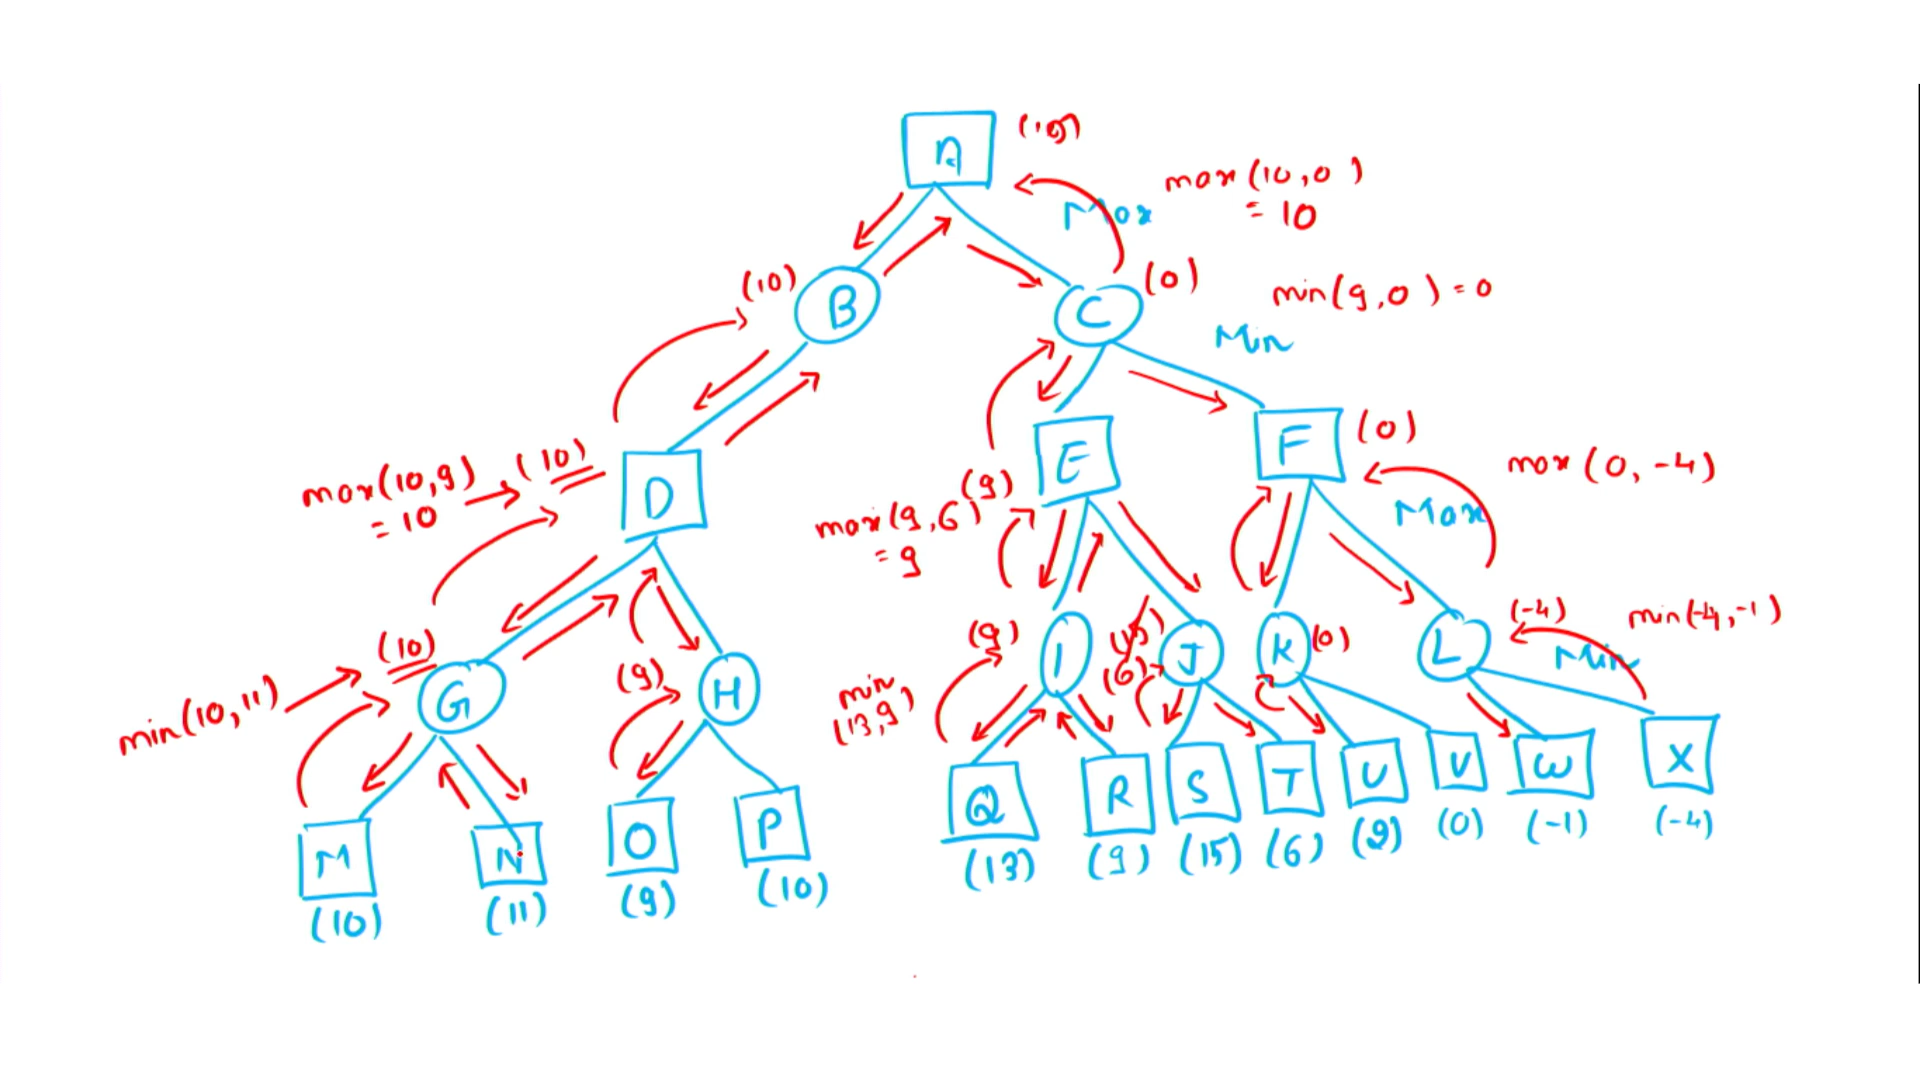 A
(10)
max (10,0)
= 10
Max
(10)
B
C
(0)
min(9,0) = 0
Min
max(10,9)
= 10
(10)
D
E
(9)
max(9,6)
= 9
F
(0)
max (0,-4)
Max
min(10,11)
(10)
G
(9)
H
(9)
I
min
(13,9)
(15)
(6)
J
K
(0)
L
(-4)
min(-4,-1)
Min
M
N
O
P
Q
R
S
T
U
V
W
X
(10)
(11)
(9)
(10)
(13)
(9)
(15)
(6)
(0)
(-1)
(-4)